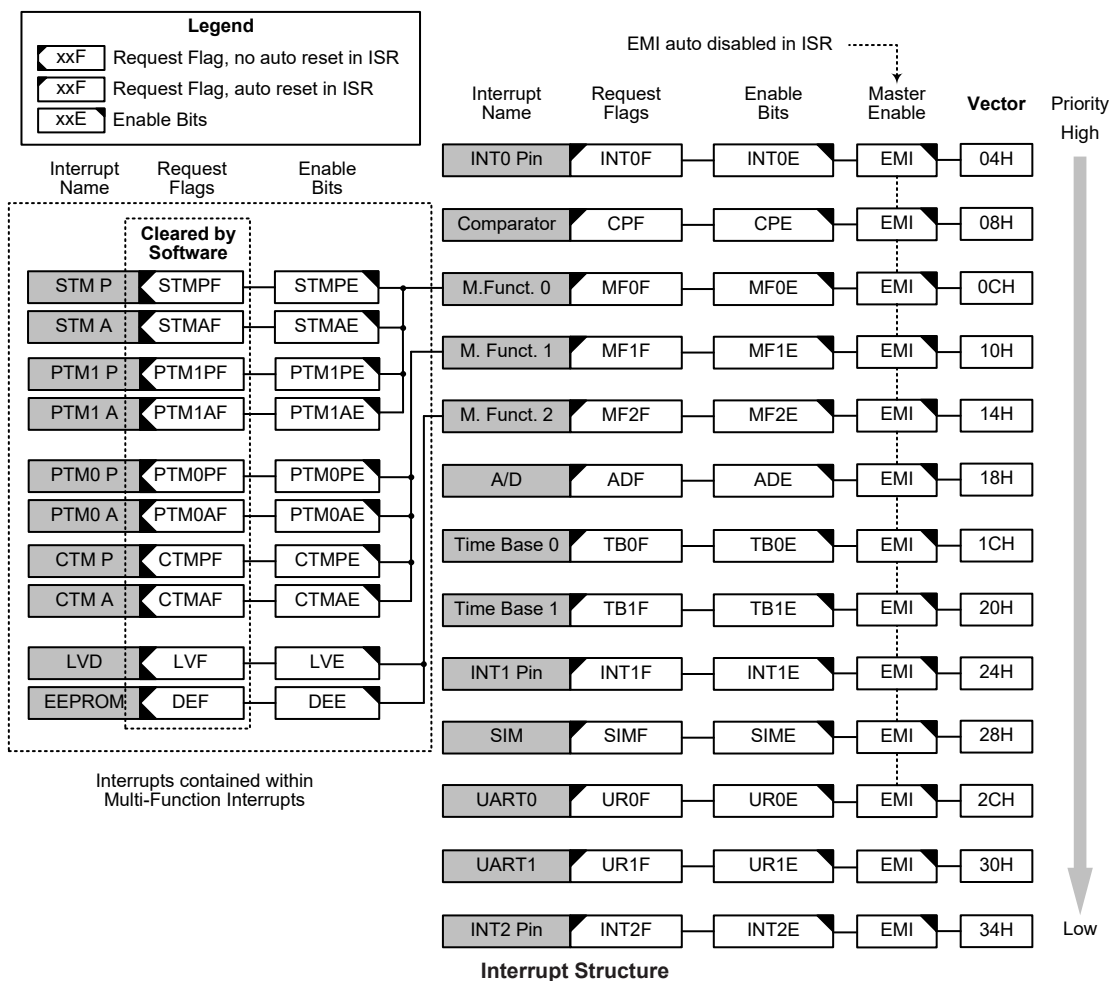 Legend
xxF Request Flag, no auto reset in ISR
xxF Request Flag, auto reset in ISR
xxE Enable Bits
EMI auto disabled in ISR
Interrupt Name Request Flags Enable Bits Master Enable Vector Priority
High
INT0 Pin INT0F INT0E EMI 04H
Comparator CPF CPE EMI 08H
M.Funct. 0 MF0F MF0E EMI 0CH
M. Funct. 1 MF1F MF1E EMI 10H
M. Funct. 2 MF2F MF2E EMI 14H
A/D ADF ADE EMI 18H
Time Base 0 TB0F TB0E EMI 1CH
Time Base 1 TB1F TB1E EMI 20H
INT1 Pin INT1F INT1E EMI 24H
SIM SIMF SIME EMI 28H
UART0 UR0F UR0E EMI 2CH
UART1 UR1F UR1E EMI 30H
INT2 Pin INT2F INT2E EMI 34H
Low
Interrupt Name Request Flags Enable Bits
Cleared by
Software
STM P STMPF STMPE
STM A STMAF STMAE
PTM1 P PTM1PF PTM1PE
PTM1 A PTM1AF PTM1AE
PTM0 P PTM0PF PTM0PE
PTM0 A PTM0AF PTM0AE
CTM P CTMPF CTMPE
CTM A CTMAF CTMAE
LVD LVF LVE
EEPROM DEF DEE
Interrupts contained within
Multi-Function Interrupts
Interrupt Structure